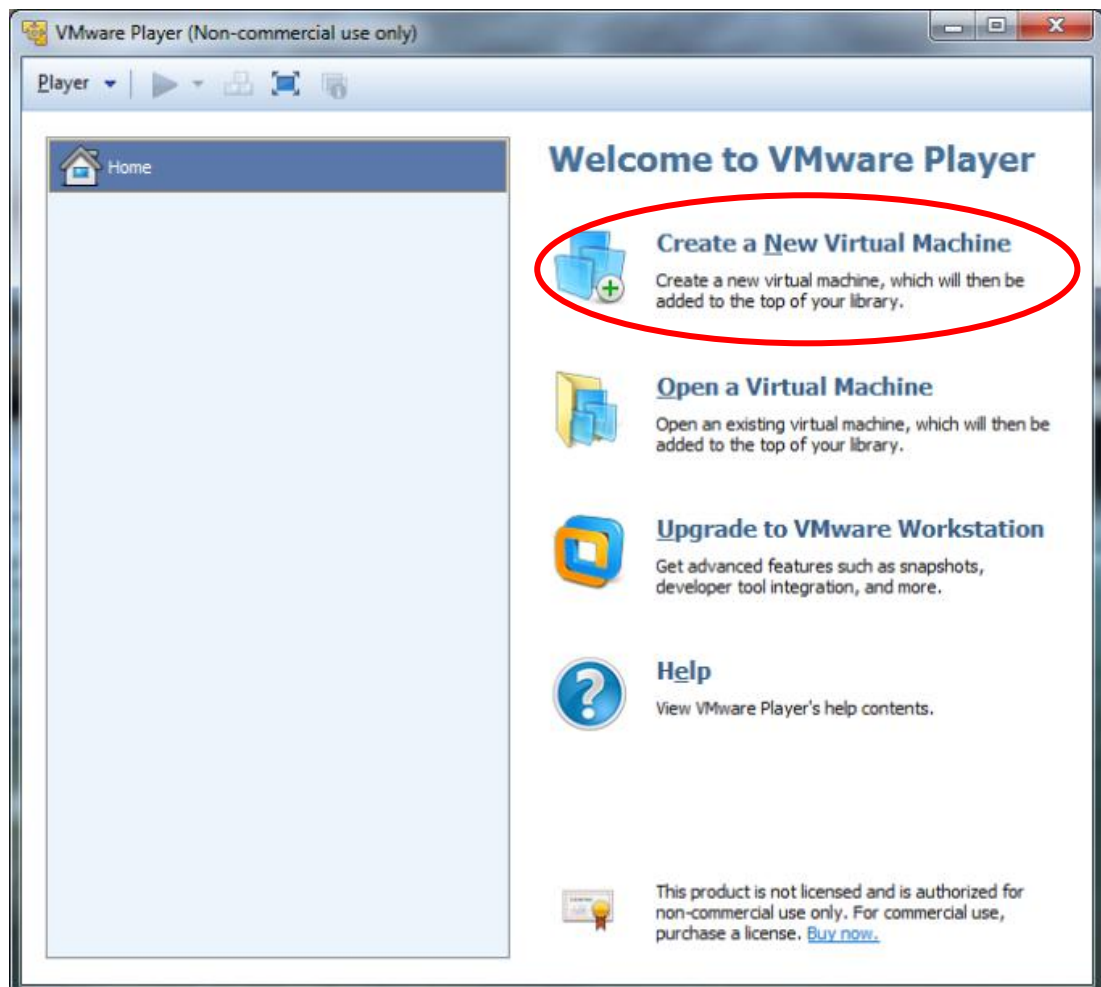 VMware Player (Non-commercial use only)
Player
Home
Welcome to VMware Player
Create a New Virtual Machine
Create a new virtual machine, which will then be
added to the top of your library.
Open a Virtual Machine
Open an existing virtual machine, which will then be
added to the top of your library.
Upgrade to VMware Workstation
Get advanced features such as snapshots,
developer tool integration, and more.
Help
View VMware Player's help contents.
This product is not licensed and is authorized for
non-commercial use only. For commercial use,
purchase a license. Buy now.